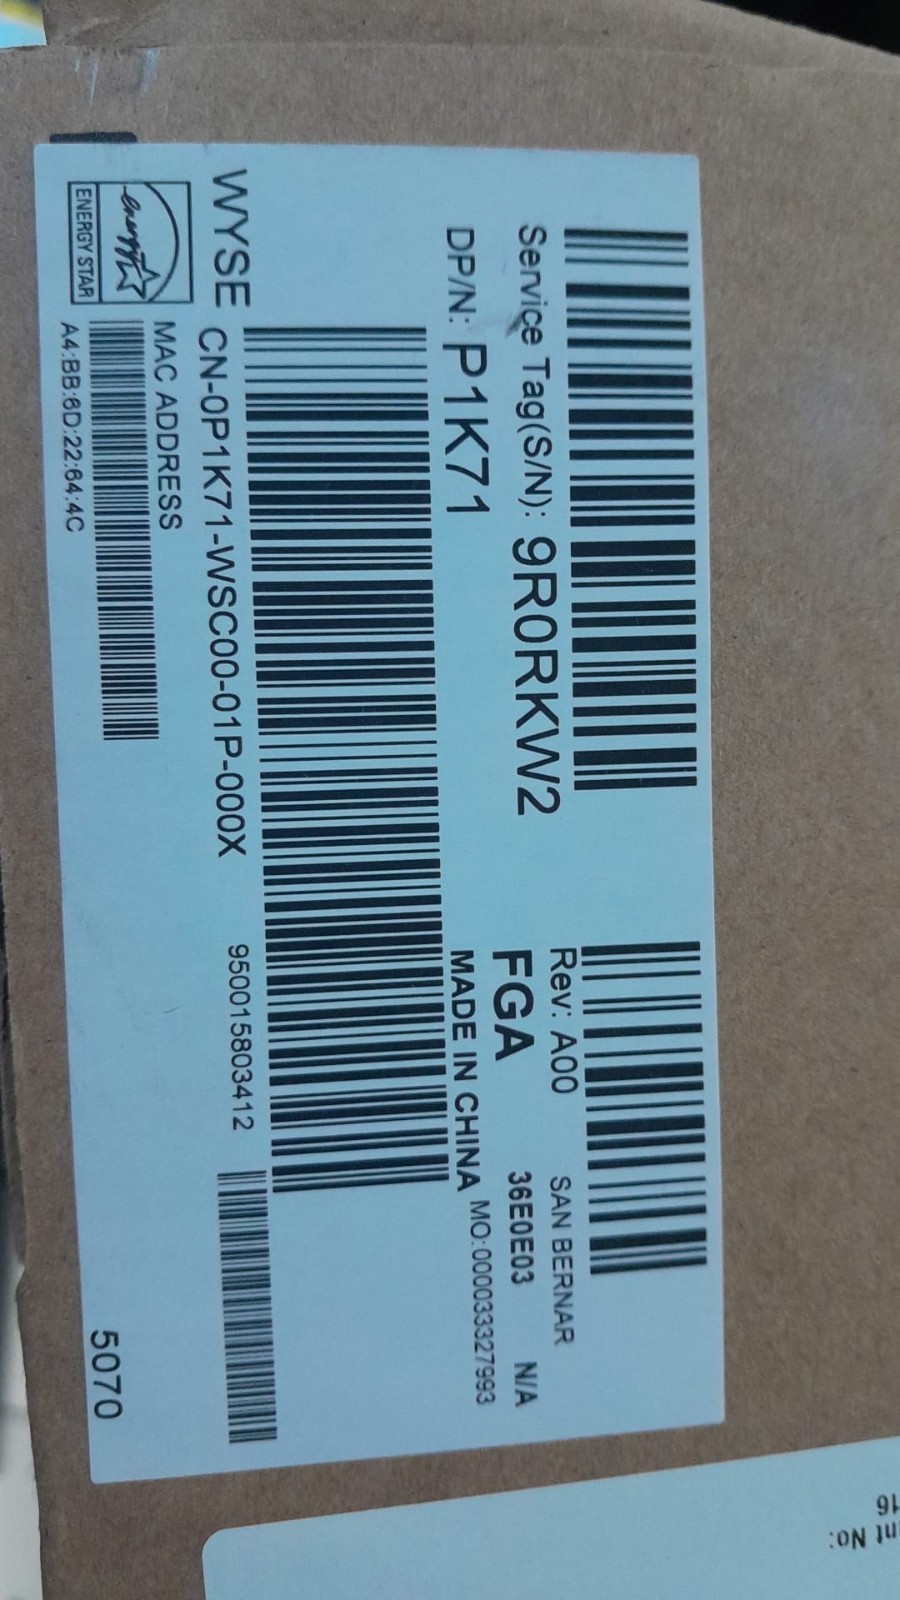 Service Tag(S/N): 9R0RKW2
Rev: A00
SAN BERNAR
DP/N: P1K71
FGA
36E0E03
N/A
MADE IN CHINA
MO:000033327993
WYSE
CN-0P1K71-WSC00-01P-000X
950015803412
energy
ENERGY STAR
MAC ADDRESS
A4:BB:6D:22:64:4C
5070
16
nt No: